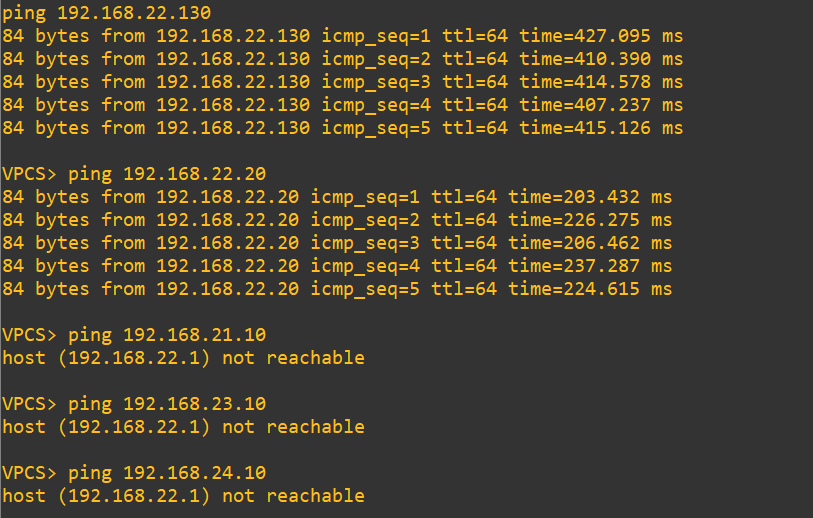 ping 192.168.22.130
84 bytes from 192.168.22.130 icmp_seq=1 ttl=64 time=427.095 ms
84 bytes from 192.168.22.130 icmp_seq=2 ttl=64 time=410.390 ms
84 bytes from 192.168.22.130 icmp_seq=3 ttl=64 time=414.578 ms
84 bytes from 192.168.22.130 icmp_seq=4 ttl=64 time=407.237 ms
84 bytes from 192.168.22.130 icmp_seq=5 ttl=64 time=415.126 ms
VPCS> ping 192.168.22.20
84 bytes from 192.168.22.20 icmp_seq=1 ttl=64 time=203.432 ms
84 bytes from 192.168.22.20 icmp_seq=2 ttl=64 time=226.275 ms
84 bytes from 192.168.22.20 icmp_seq=3 ttl=64 time=206.462 ms
84 bytes from 192.168.22.20 icmp_seq=4 ttl=64 time=237.287 ms
84 bytes from 192.168.22.20 icmp_seq=5 ttl=64 time=224.615 ms
VPCS> ping 192.168.21.10
host (192.168.22.1) not reachable
VPCS> ping 192.168.23.10
host (192.168.22.1) not reachable
VPCS> ping 192.168.24.10
host (192.168.22.1) not reachable